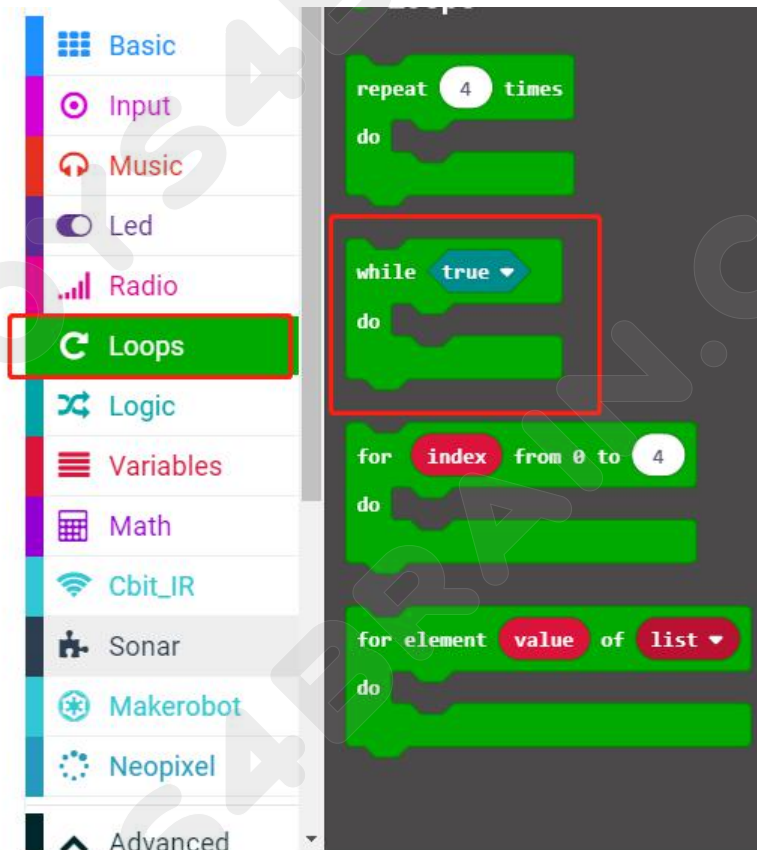 Basic
Input
Music
Led
Radio
Loops
Logic
Variables
Math
Cbit_IR
Sonar
Makerobot
Neopixel
Advanced
Loops
repeat 4 times
do
while true
do
for index from 0 to 4
do
for element value of list
do